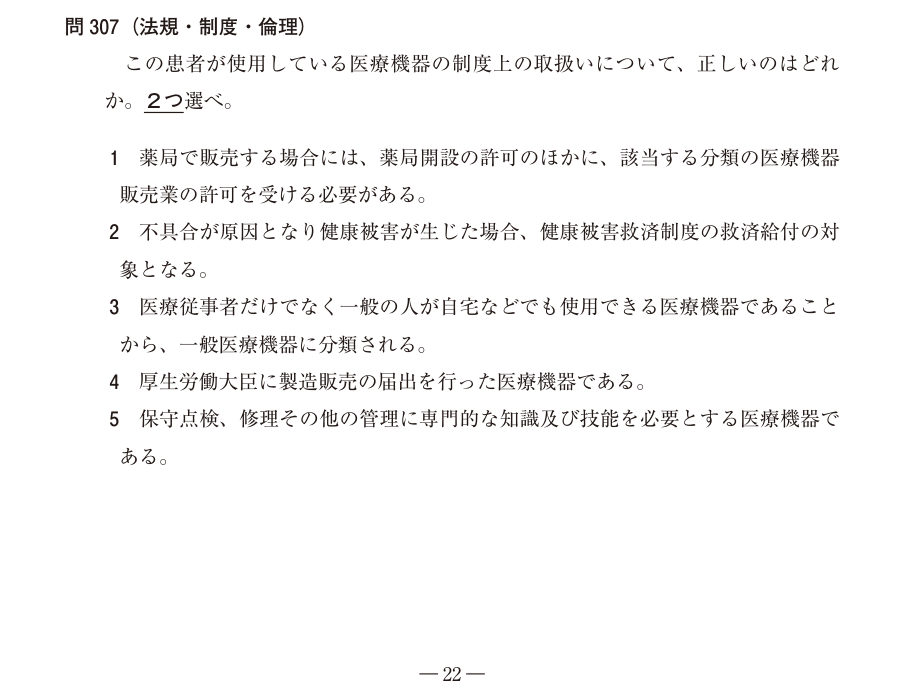 問 307（法規・制度・倫理）
この患者が使用している医療機器の制度上の取扱いについて、正しいのはどれ
か。２つ選べ。
1　薬局で販売する場合には、薬局開設の許可のほかに、該当する分類の医療機器
販売業の許可を受ける必要がある。
2　不具合が原因となり健康被害が生じた場合、健康被害救済制度の救済給付の対
象となる。
3　医療従事者だけでなく一般の人が自宅などでも使用できる医療機器であること
から、一般医療機器に分類される。
4　厚生労働大臣に製造販売の届出を行った医療機器である。
5　保守点検、修理その他の管理に専門的な知識及び技能を必要とする医療機器で
ある。
― 22 ―